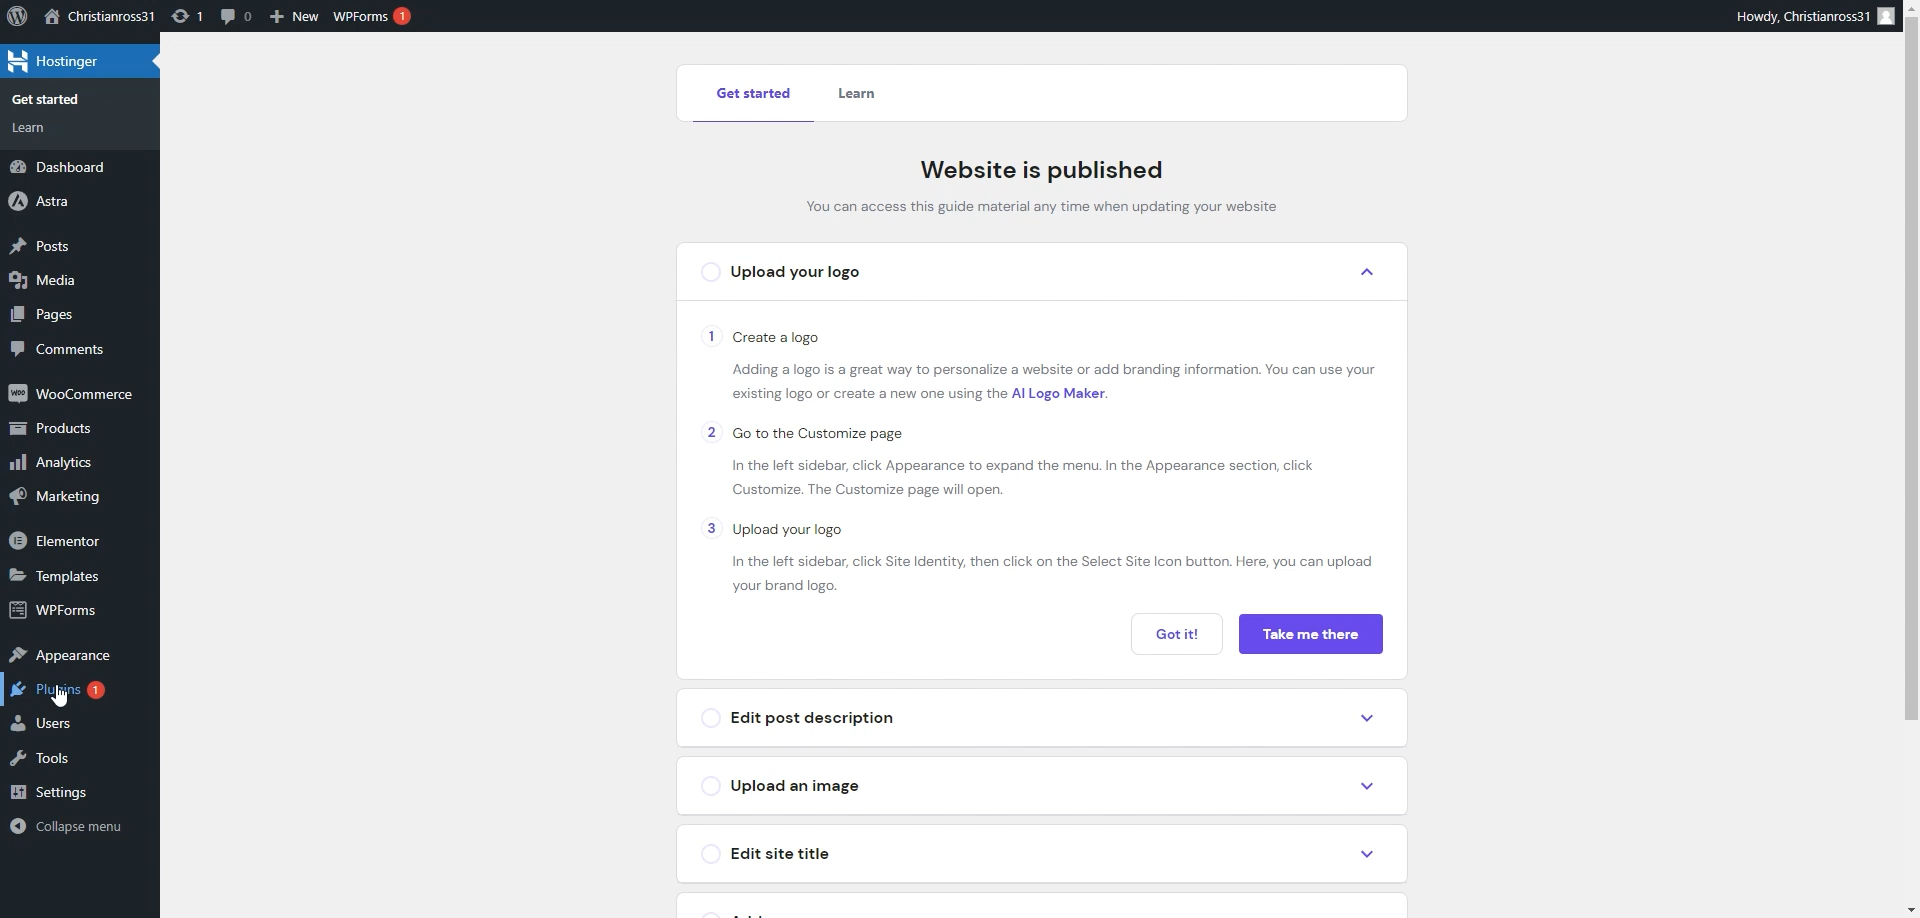 Christianross31 1 0 New WPForms 1 Howdy, Christianross31
Hostinger
Get started
Learn
Dashboard
Astra
Posts
Media
Pages
Comments
WooCommerce
Products
Analytics
Marketing
Elementor
Templates
WPForms
Appearance
Plugins 1
Users
Tools
Settings
Collapse menu
Get started Learn
Website is published
You can access this guide material any time when updating your website
Upload your logo
1 Create a logo
Adding a logo is a great way to personalize a website or add branding information. You can use your
existing logo or create a new one using the AI Logo Maker.
2 Go to the Customize page
In the left sidebar, click Appearance to expand the menu. In the Appearance section, click
Customize. The Customize page will open.
3 Upload your logo
In the left sidebar, click Site Identity, then click on the Select Site Icon button. Here, you can upload
your brand logo.
Got it! Take me there
Edit post description
Upload an image
Edit site title